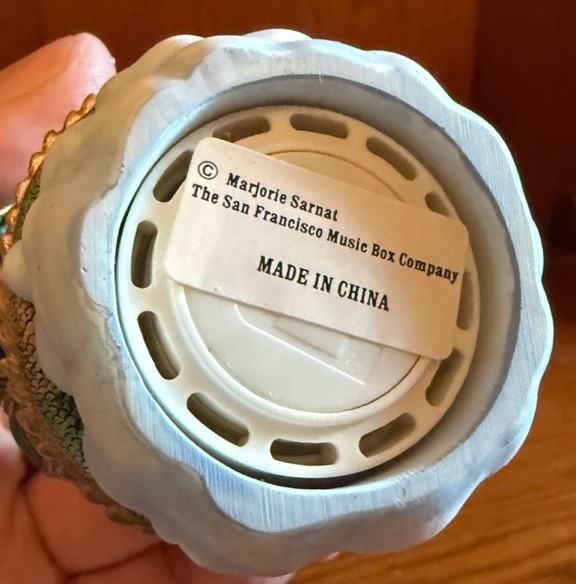 © Marjorie Sarnat
The San Francisco Music Box Company
MADE IN CHINA